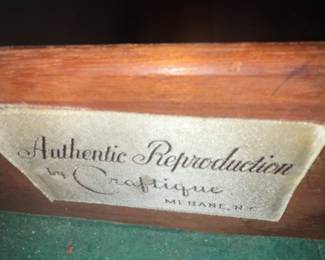 Authentic Reproduction
by Craftique
MEBANE, N.C.